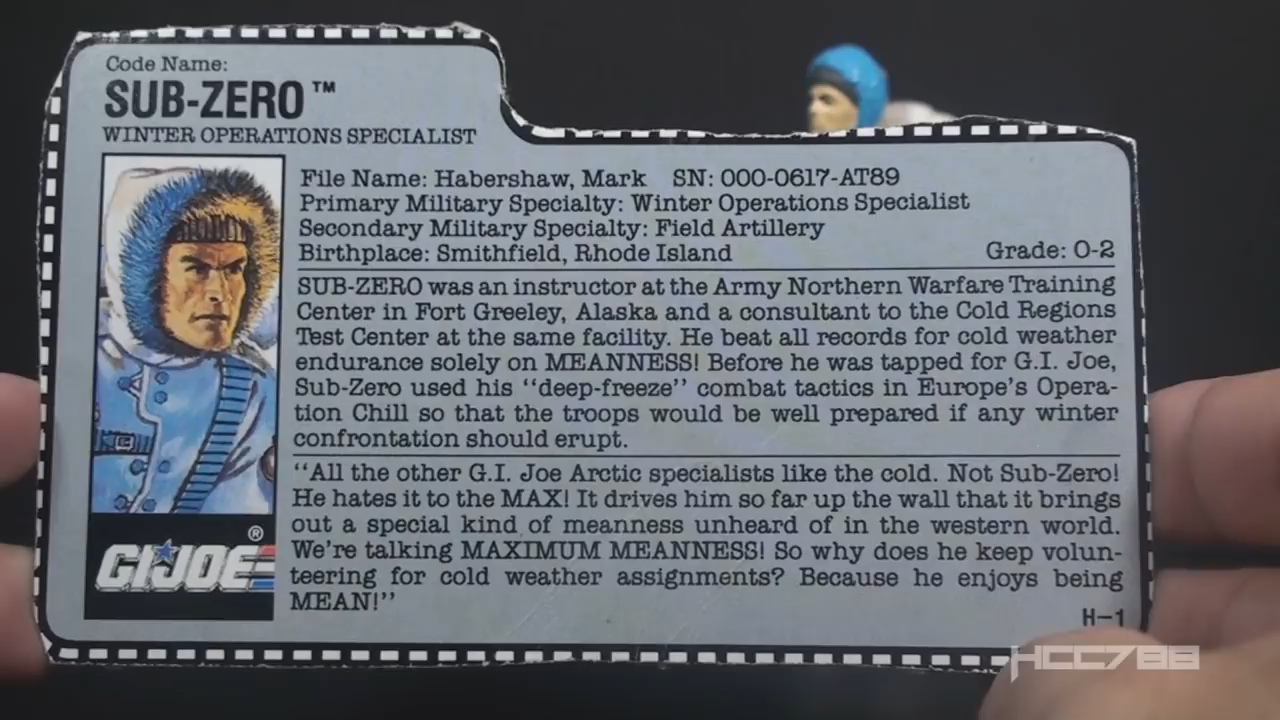 Code Name:
SUB-ZERO™
WINTER OPERATIONS SPECIALIST
File Name: Habershaw, Mark SN: 000-0617-AT89
Primary Military Specialty: Winter Operations Specialist
Secondary Military Specialty: Field Artillery
Birthplace: Smithfield, Rhode Island Grade: O-2
SUB-ZERO was an instructor at the Army Northern Warfare Training
Center in Fort Greeley, Alaska and a consultant to the Cold Regions
Test Center at the same facility. He beat all records for cold weather
endurance solely on MEANNESS! Before he was tapped for G.I. Joe,
Sub-Zero used his "deep-freeze" combat tactics in Europe's Opera-
tion Chill so that the troops would be well prepared if any winter
confrontation should erupt.
"All the other G.I. Joe Arctic specialists like the cold. Not Sub-Zero!
He hates it to the MAX! It drives him so far up the wall that it brings
out a special kind of meanness unheard of in the western world.
We're talking MAXIMUM MEANNESS! So why does he keep volun-
teering for cold weather assignments? Because he enjoys being
MEAN!"
GI JOE®
H-1
HCC788